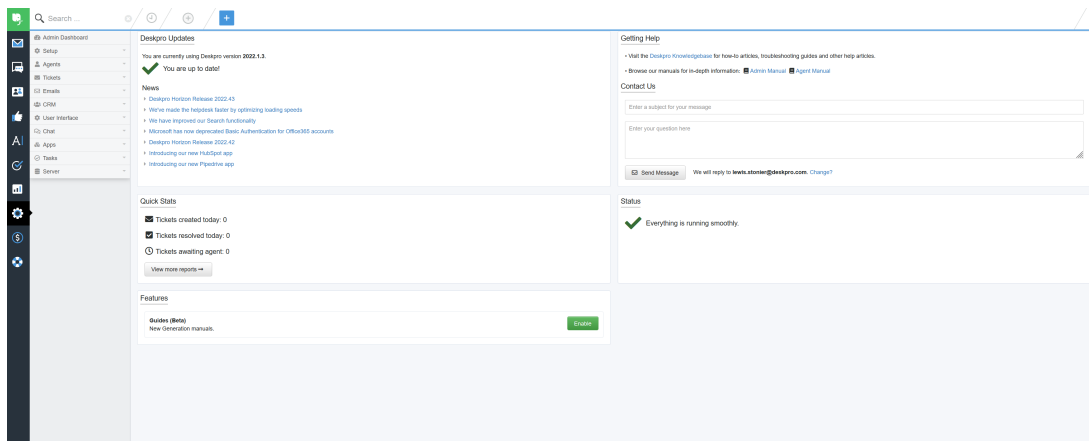 Search ...
Admin Dashboard
Setup
Agents
Tickets
Emails
CRM
User Interface
Chat
Apps
Tasks
Server
Deskpro Updates
You are currently using Deskpro version 2022.1.3.
You are up to date!
News
Deskpro Horizon Release 2022.43
We've made the helpdesk faster by optimizing loading speeds
We have improved our Search functionality
Microsoft has now deprecated Basic Authentication for Office365 accounts
Deskpro Horizon Release 2022.42
Introducing our new HubSpot app
Introducing our new Pipedrive app
Getting Help
• Visit the Deskpro Knowledgebase for how-to articles, troubleshooting guides and other help articles.
• Browse our manuals for in-depth information: Admin Manual Agent Manual
Contact Us
Enter a subject for your message
Enter your question here
Send Message We will reply to lewis.stonier@deskpro.com. Change?
Quick Stats
Tickets created today: 0
Tickets resolved today: 0
Tickets awaiting agent: 0
View more reports →
Status
Everything is running smoothly.
Features
Guides (Beta)
New Generation manuals.
Enable